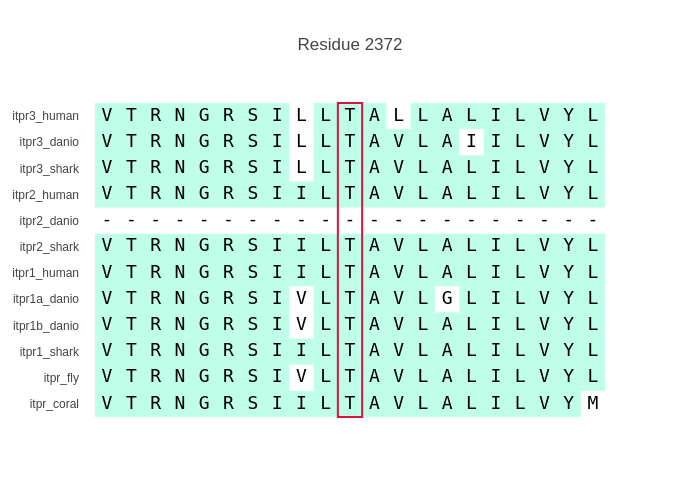 Residue 2372
itpr3_human V T R N G R S I L L T A L L A L I L V Y L
itpr3_danio V T R N G R S I L L T A V L A I I L V Y L
itpr3_shark V T R N G R S I L L T A V L A L I L V Y L
itpr2_human V T R N G R S I I L T A V L A L I L V Y L
itpr2_danio - - - - - - - - - - - - - - - - - - - - -
itpr2_shark V T R N G R S I I L T A V L A L I L V Y L
itpr1_human V T R N G R S I I L T A V L A L I L V Y L
itpr1a_danio V T R N G R S I V L T A V L G L I L V Y L
itpr1b_danio V T R N G R S I V L T A V L A L I L V Y L
itpr1_shark V T R N G R S I I L T A V L A L I L V Y L
itpr_fly V T R N G R S I V L T A V L A L I L V Y L
itpr_coral V T R N G R S I I L T A V L A L I L V Y M